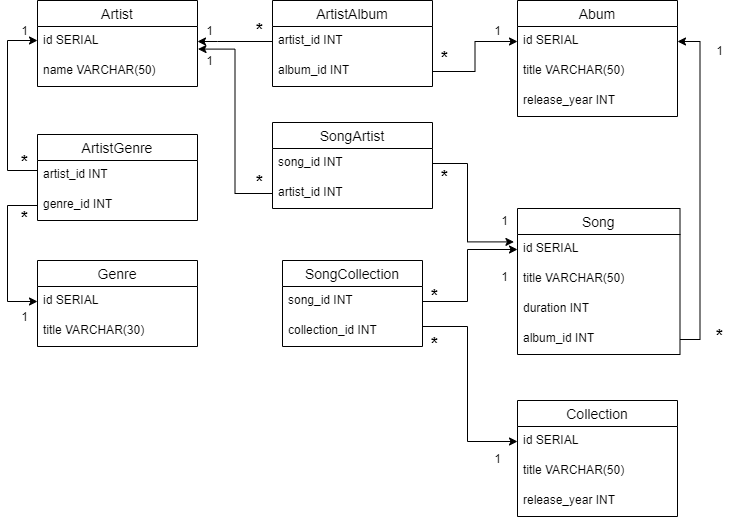 Artist
id SERIAL
name VARCHAR(50)
1
1
1
*
*
ArtistAlbum
artist_id INT
album_id INT
*
1
Abum
id SERIAL
title VARCHAR(50)
release_year INT
1
ArtistGenre
artist_id INT
genre_id INT
*
*
SongArtist
song_id INT
artist_id INT
*
1
Song
id SERIAL
title VARCHAR(50)
duration INT
album_id INT
1
*
Genre
id SERIAL
title VARCHAR(30)
1
SongCollection
song_id INT
collection_id INT
*
*
Collection
id SERIAL
title VARCHAR(50)
release_year INT
1